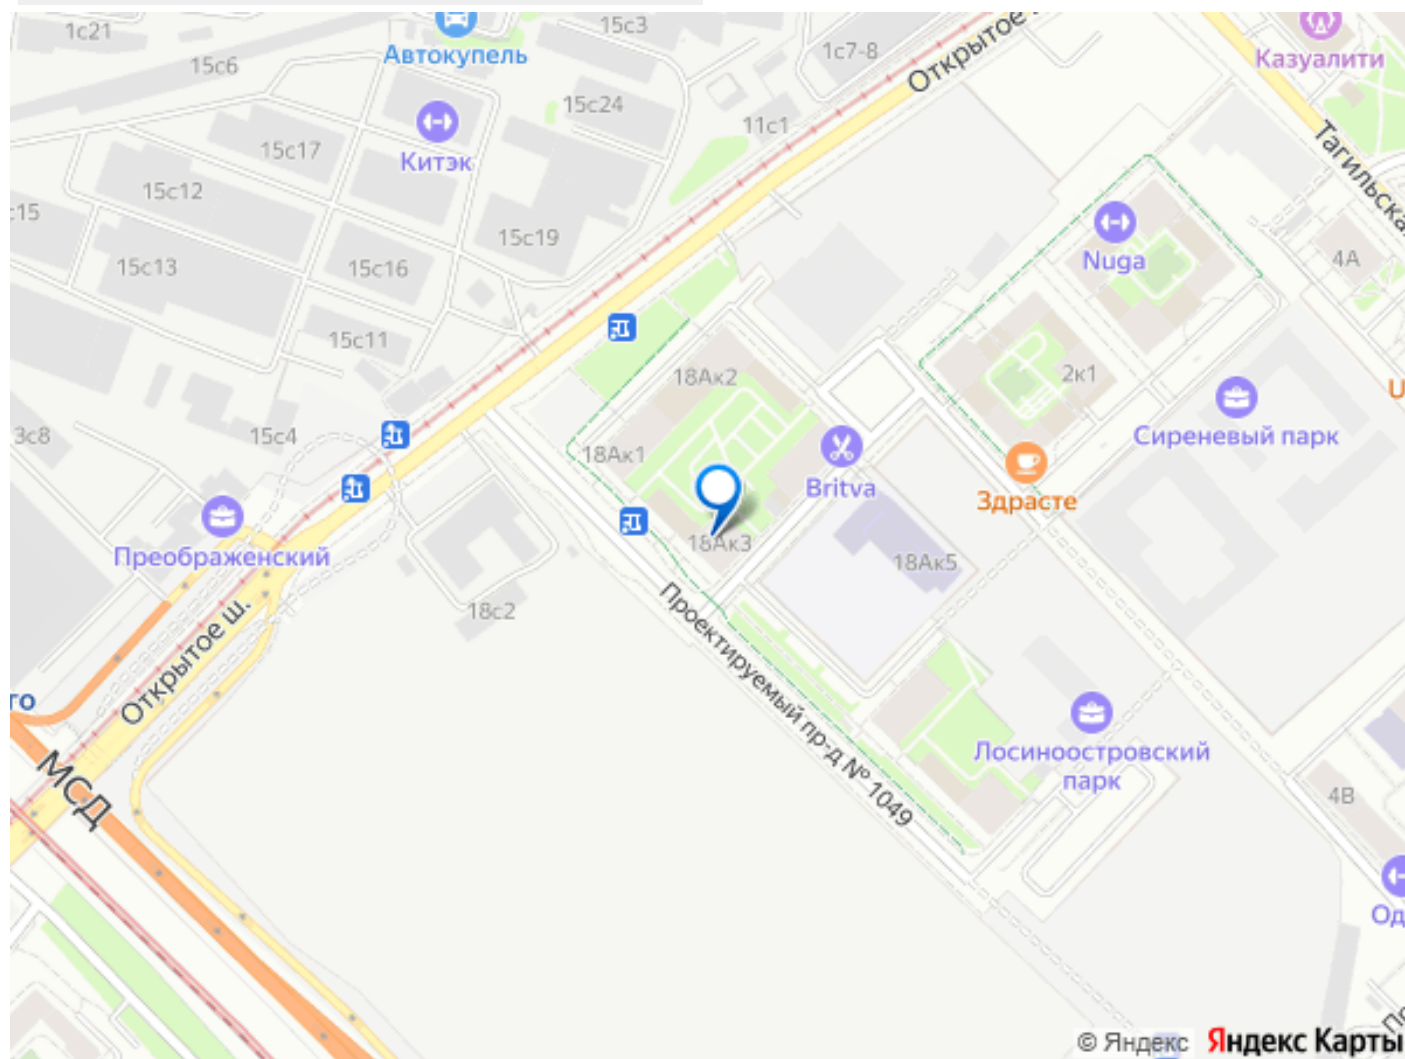 1с21
15с3
Автокупель
15с6
1с7-8
Открытое
Казуалити
15с24
11с1
Китэк
15с17
Тагильская
15с12
:15
15с19
15с13
15с16
Nuga
4А
15с11
18Ак2
2к1
U
3с8
15с4
18Ак1
Сиреневый парк
Britva
Здрасте
Преображенский
18Ак3
18Ак5
18с2
Проектируемый пр-д № 1049
Открытое ш.
го
МСД
Лосиноостровский
парк
4В
Од
© Яндекс Яндекс Карты